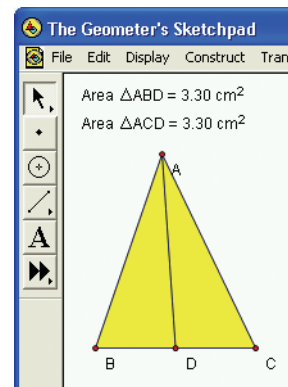 The Geometer's Sketchpad
File Edit Display Construct Tran
Area △ABD = 3.30 cm²
Area △ACD = 3.30 cm²
A
A
B D C